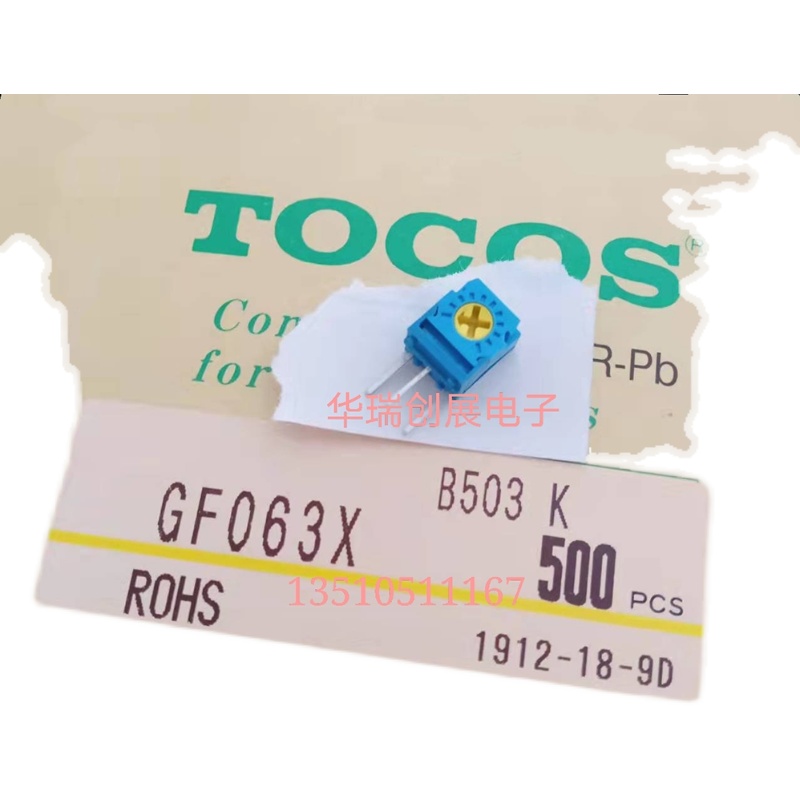 TOCOS®
Con
for
R-Pb
s
华瑞创展电子
B503 K
GF063X
500 PCS
13510511167
ROHS
1912-18-9D